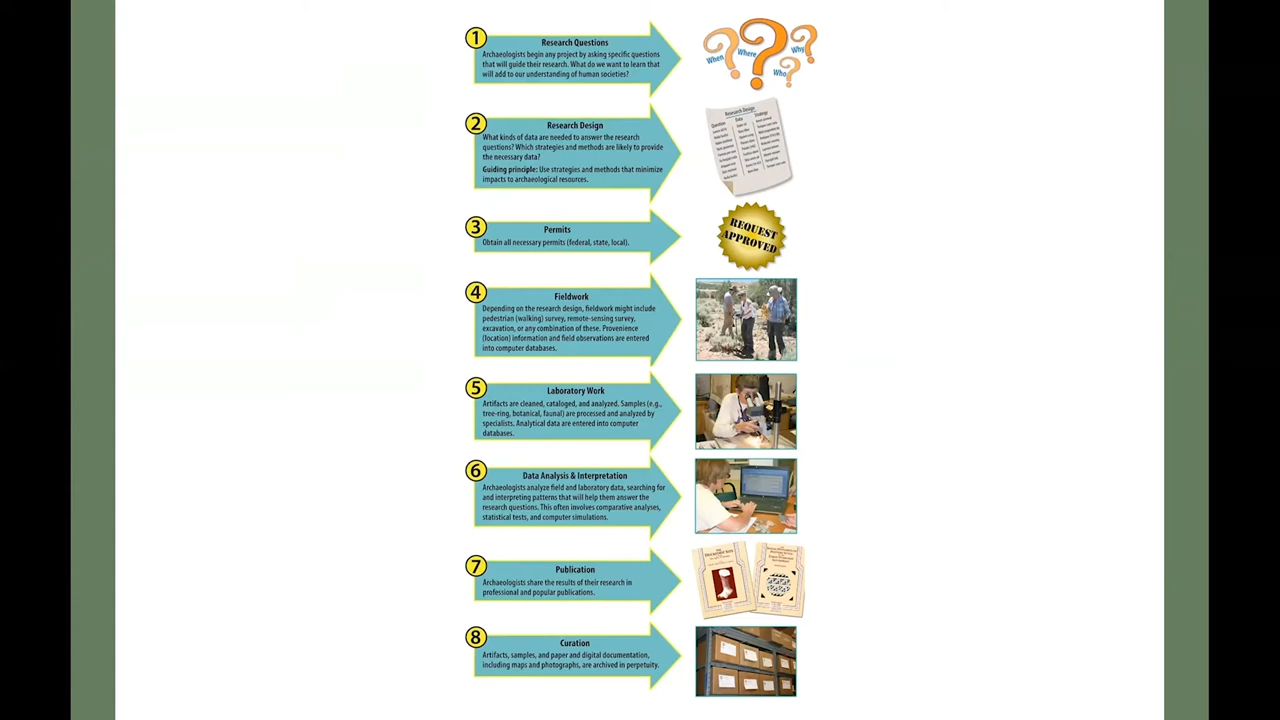 1
Research Questions
Archaeologists begin any project by asking specific questions
that will guide their research. What do we want to learn that
will add to our understanding of human societies?
When
Where
Why
Who
2
Research Design
What kinds of data are needed to answer the research
questions? Which strategies and methods are likely to provide
the necessary data?
Guiding principle: Use strategies and methods that minimize
impacts to archaeological resources.
Research Design
Question
Data
Strategy
3
Permits
Obtain all necessary permits (federal, state, local).
REQUEST
APPROVED
4
Fieldwork
Depending on the research design, fieldwork might include
pedestrian (walking) survey, remote-sensing survey,
excavation, or any combination of these. Provenience
(location) information and field observations are entered
into computer databases.
5
Laboratory Work
Artifacts are cleaned, cataloged, and analyzed. Samples (e.g.,
tree-ring, botanical, faunal) are processed and analyzed by
specialists. Analytical data are entered into computer
databases.
6
Data Analysis & Interpretation
Archaeologists analyze field and laboratory data, searching for
and interpreting patterns that will help them answer the
research questions. This often involves comparative analyses,
statistical tests, and computer simulations.
7
Publication
Archaeologists share the results of their research in
professional and popular publications.
8
Curation
Artifacts, samples, and paper and digital documentation,
including maps and photographs, are archived in perpetuity.